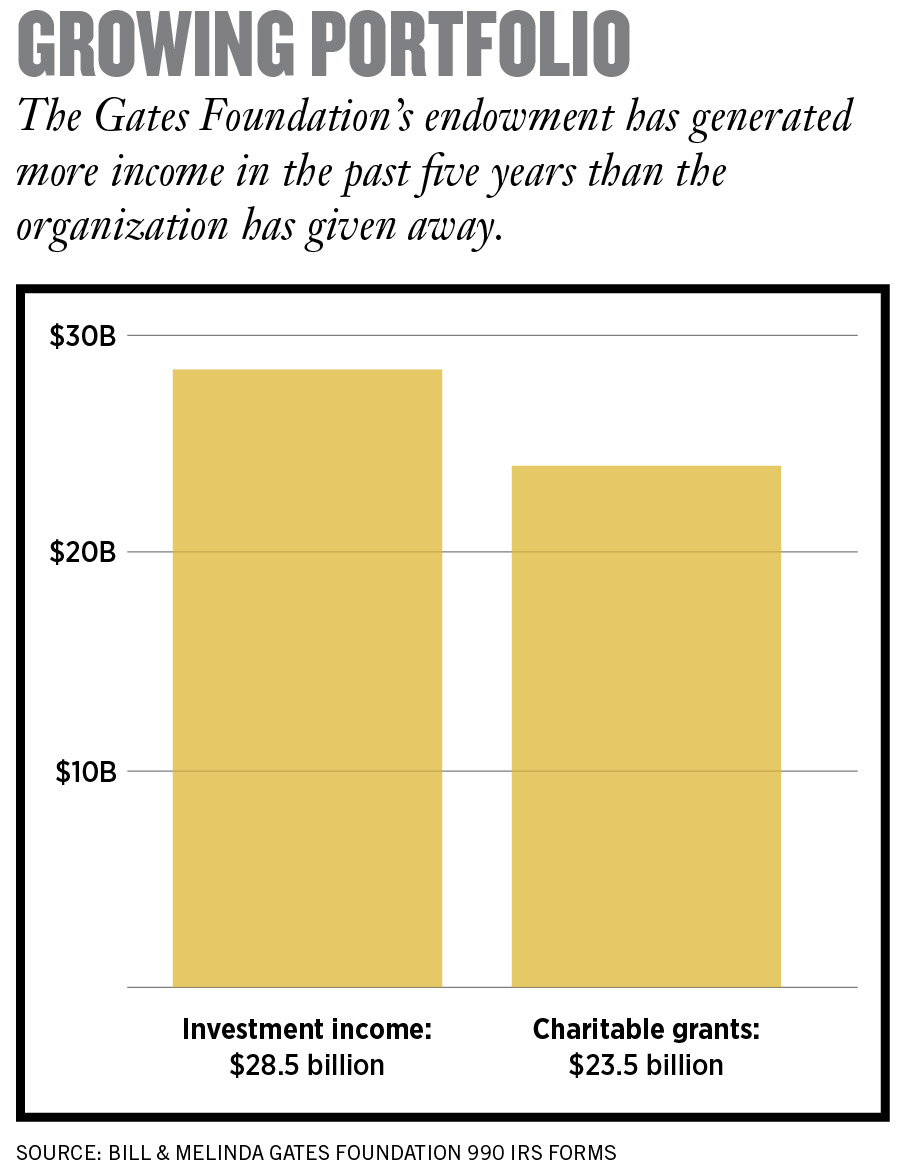 GROWING PORTFOLIO
The Gates Foundation’s endowment has generated
more income in the past five years than the
organization has given away.
$30B
$20B
$10B
Investment income:
$28.5 billion
Charitable grants:
$23.5 billion
SOURCE: BILL & MELINDA GATES FOUNDATION 990 IRS FORMS